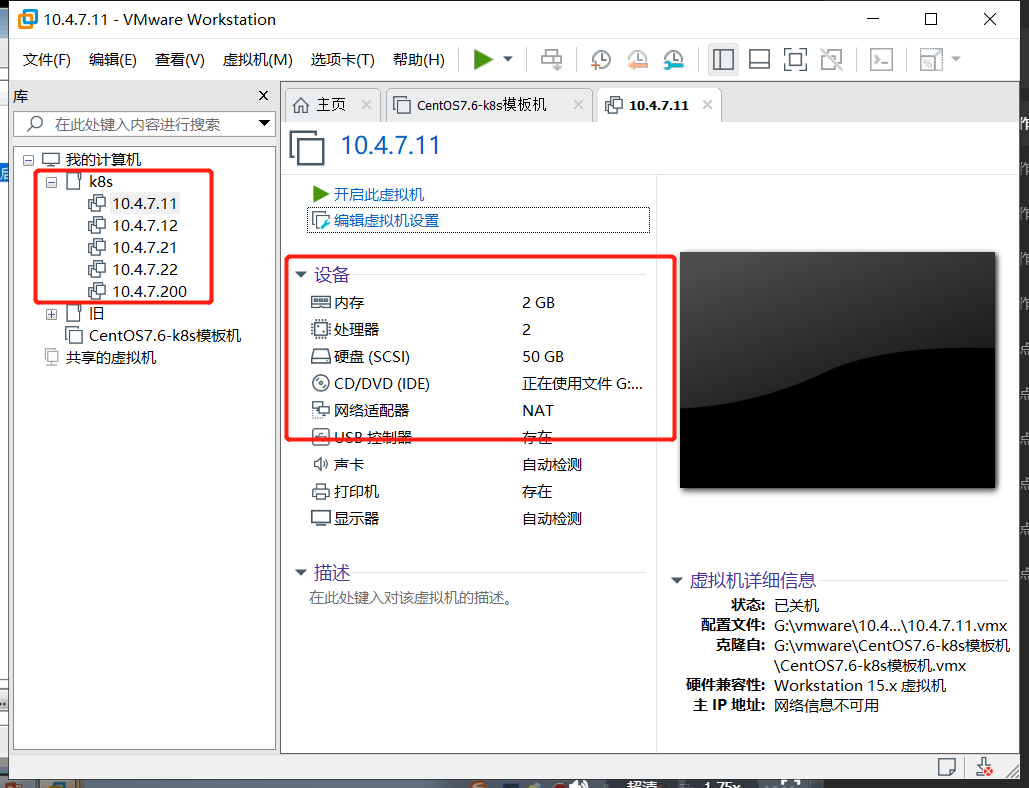 10.4.7.11 - VMware Workstation
文件(F) 编辑(E) 查看(V) 虚拟机(M) 选项卡(T) 帮助(H)
库
在此处键入内容进行搜索
我的计算机
k8s
10.4.7.11
10.4.7.12
10.4.7.21
10.4.7.22
10.4.7.200
旧
CentOS7.6-k8s模板机
共享的虚拟机
主页 CentOS7.6-k8s模板机 10.4.7.11
10.4.7.11
开启此虚拟机
编辑虚拟机设置
设备
内存 2 GB
处理器 2
硬盘 (SCSI) 50 GB
CD/DVD (IDE) 正在使用文件 G:...
网络适配器 NAT
USB 控制器 存在
声卡 自动检测
打印机 存在
显示器 自动检测
描述
在此处键入对该虚拟机的描述。
虚拟机详细信息
状态: 已关机
配置文件: G:\vmware\10.4...\10.4.7.11.vmx
克隆自: G:\vmware\CentOS7.6-k8s模板机
\CentOS7.6-k8s模板机.vmx
硬件兼容性: Workstation 15.x 虚拟机
主 IP 地址: 网络信息不可用
超清 1.75x